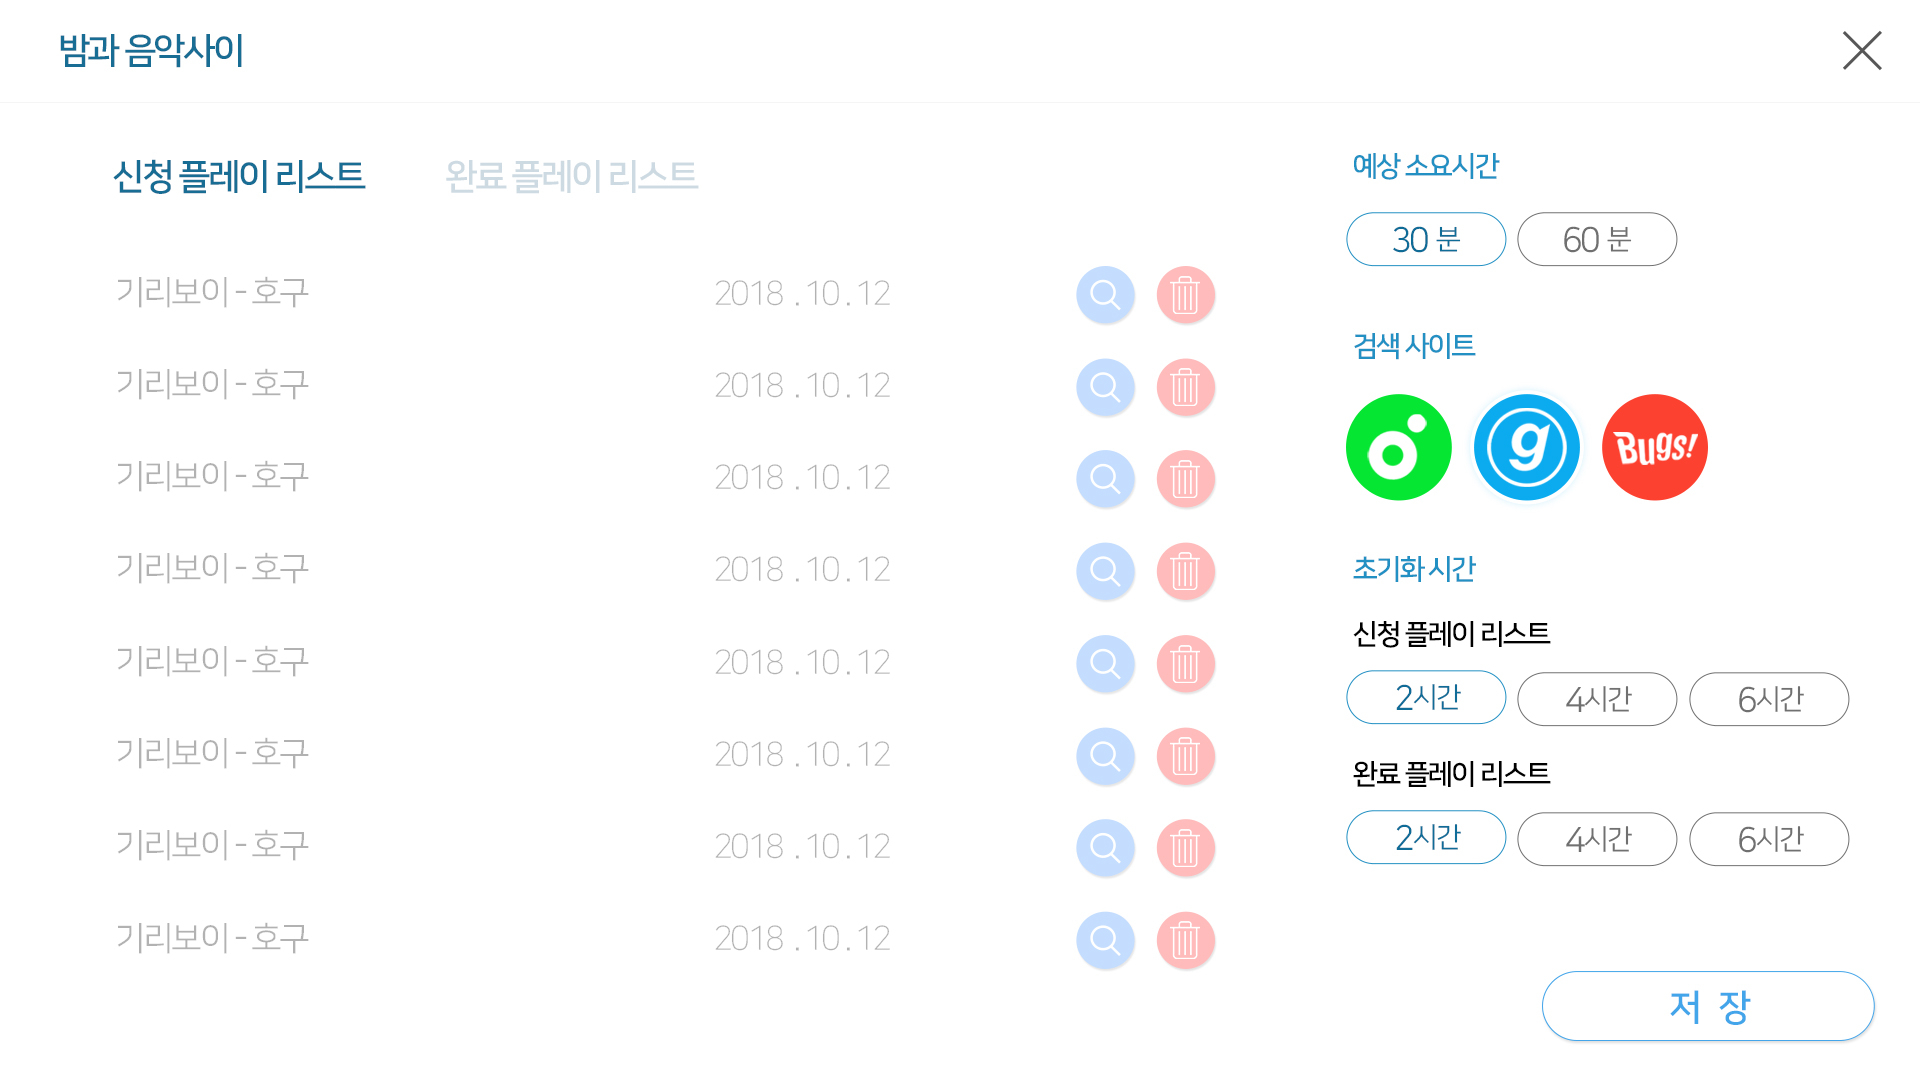 밤과 음악사이
신청 플레이 리스트 완료 플레이 리스트
기리보이 - 호구 2018 . 10 . 12
기리보이 - 호구 2018 . 10 . 12
기리보이 - 호구 2018 . 10 . 12
기리보이 - 호구 2018 . 10 . 12
기리보이 - 호구 2018 . 10 . 12
기리보이 - 호구 2018 . 10 . 12
기리보이 - 호구 2018 . 10 . 12
기리보이 - 호구 2018 . 10 . 12
예상 소요시간
30 분 60 분
검색 사이트
g Bugs!
초기화 시간
신청 플레이 리스트
2시간 4시간 6시간
완료 플레이 리스트
2시간 4시간 6시간
저 장